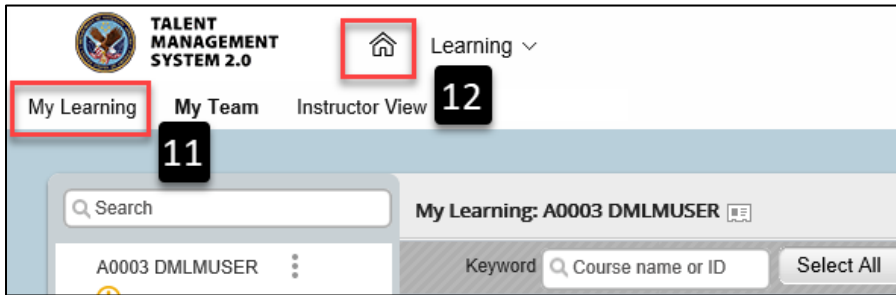 TALENT
MANAGEMENT
SYSTEM 2.0
Learning
My Learning My Team Instructor View
12
11
Search
My Learning: A0003 DMLMUSER
A0003 DMLMUSER
Keyword Course name or ID Select All